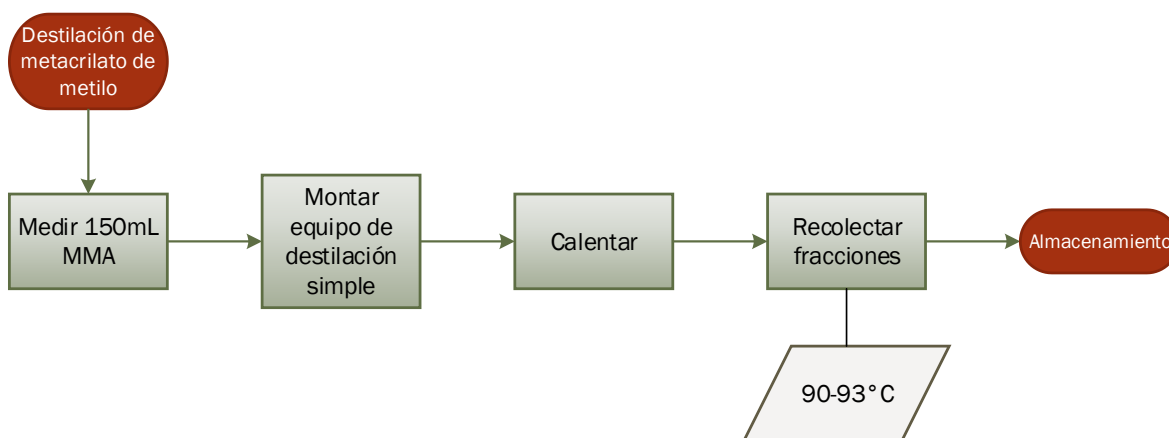 Destilación de
metacrilato de
metilo
Medir 150mL
MMA
Montar
equipo de
destilación
simple
Calentar
Recolectar
fracciones
Almacenamiento
90-93°C